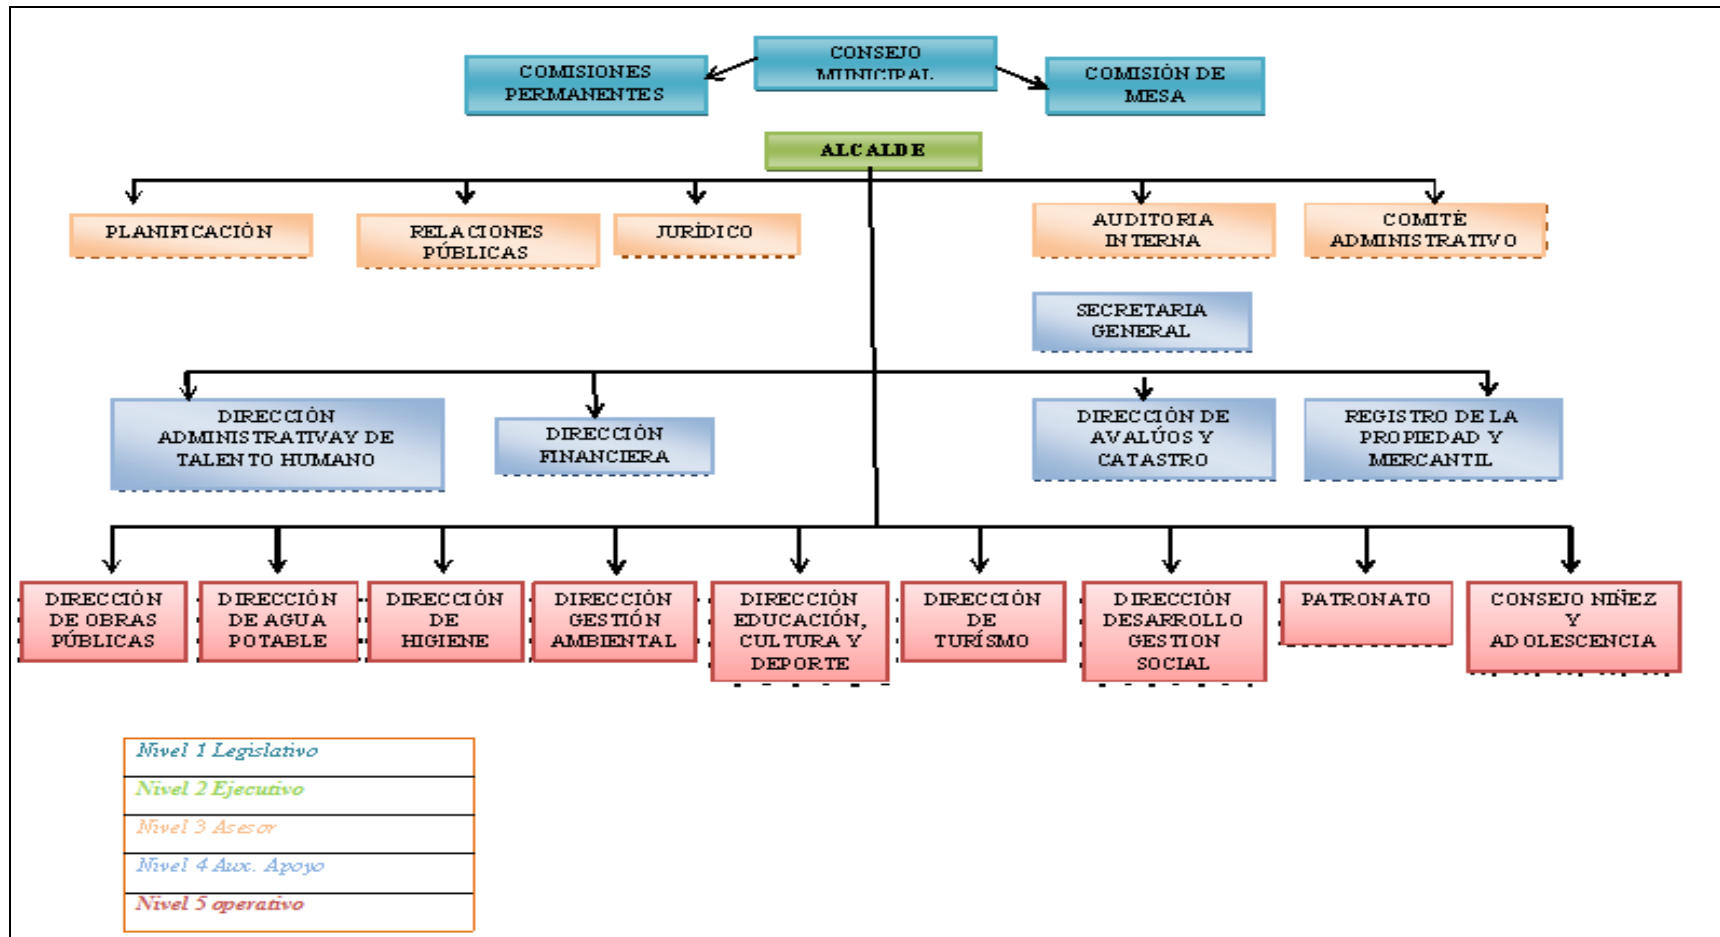 CONSEJO
MUNICIPAL
COMISIONES
PERMANENTES
COMISIÓN DE
MESA
ALCALDE
PLANIFICACIÓN
RELACIONES
PÚBLICAS
JURÍDICO
AUDITORIA
INTERNA
COMITÉ
ADMINISTRATIVO
SECRETARIA
GENERAL
DIRECCIÓN
ADMINISTRATIVAY DE
TALENTO HUMANO
DIRECCIÓN
FINANCIERA
DIRECCIÓN DE
AVALÚOS Y
CATASTRO
REGISTRO DE LA
PROPIEDAD Y
MERCANTIL
DIRECCIÓN
DE OBRAS
PÚBLICAS
DIRECCIÓN
DE AGUA
POTABLE
DIRECCIÓN
DE
HIGIENE
DIRECCIÓN
GESTIÓN
AMBIENTAL
DIRECCIÓN
EDUCACIÓN,
CULTURA Y
DEPORTE
DIRECCIÓN
DE
TURÍSMO
DIRECCIÓN
DESARROLLO
GESTION
SOCIAL
PATRONATO
CONSEJO NIÑEZ
Y
ADOLESCENCIA
Nivel 1 Legislativo
Nivel 2 Ejecutivo
Nivel 3 Asesor
Nivel 4 Aux. Apoyo
Nivel 5 operativo